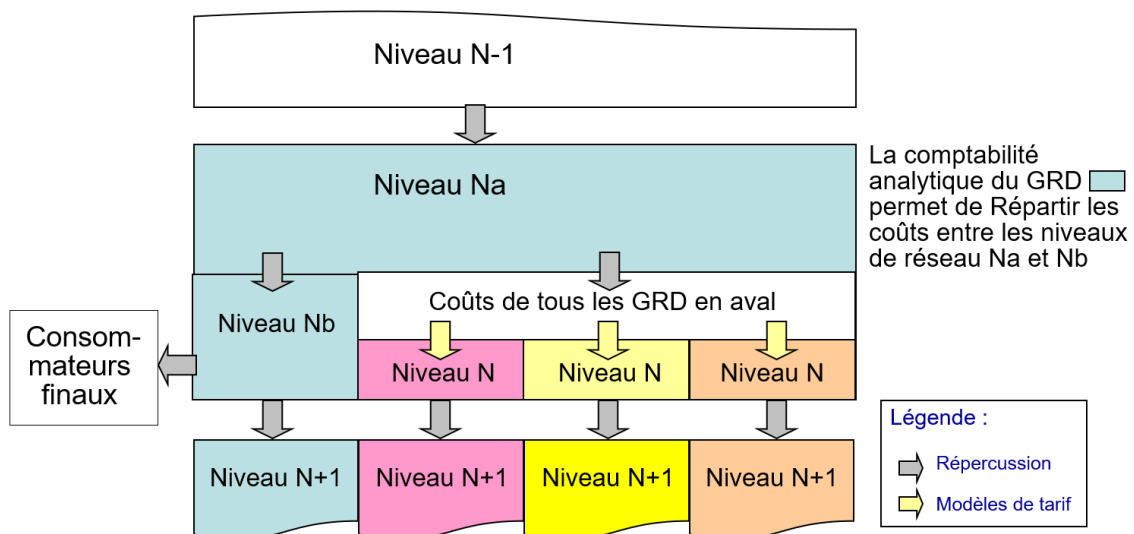 Niveau N-1
Niveau Na
La comptabilité
analytique du GRD
permet de Répartir les
coûts entre les niveaux
de réseau Na et Nb
Coûts de tous les GRD en aval
Niveau Nb
Consom-
mateurs
finaux
Niveau N
Niveau N
Niveau N
Légende :
Répercussion
Modèles de tarif
Niveau N+1
Niveau N+1
Niveau N+1
Niveau N+1